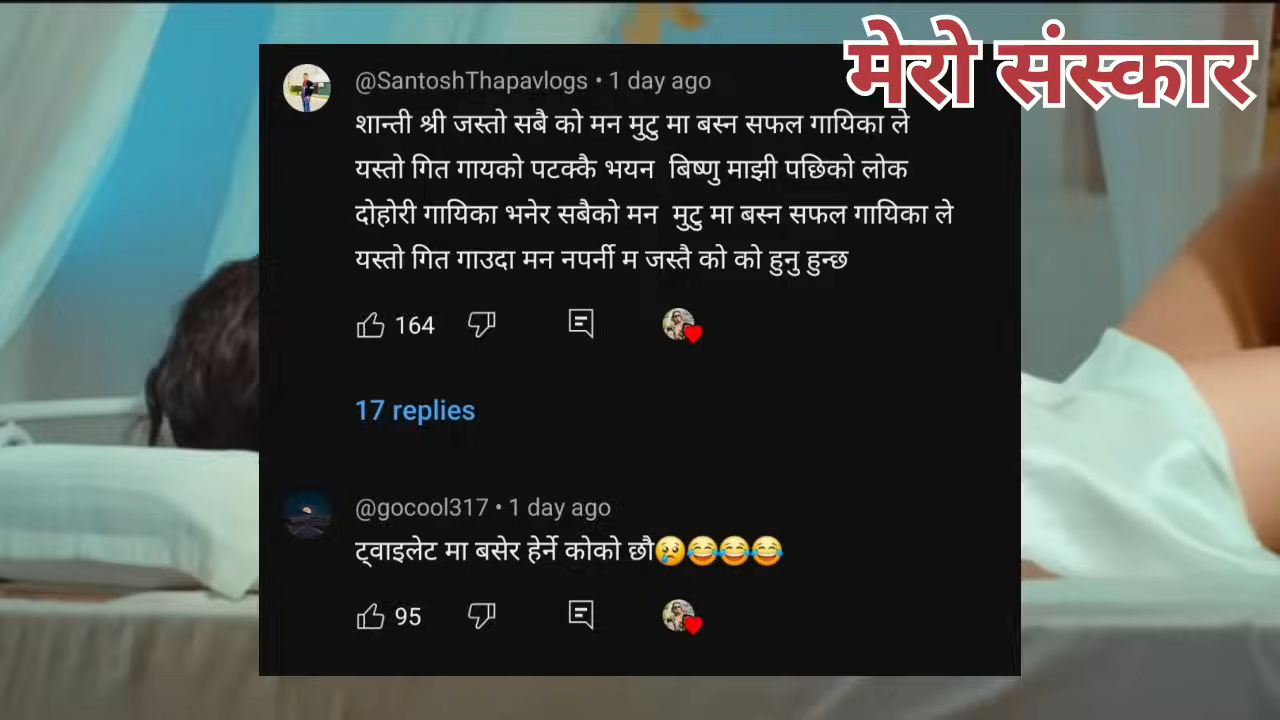 मेरो संस्कार
@SantoshThapavlogs • 1 day ago
शान्ती श्री जस्तो सबै को मन मुटु मा बस्न सफल गायिका ले
यस्तो गित गायको पटक्कै भयन  बिष्णु माझी पछिको लोक
दोहोरी गायिका भनेर सबैको मन  मुटु मा बस्न सफल गायिका ले
यस्तो गित गाउदा मन नपर्नी म जस्तै को को हुनु हुन्छ
164
17 replies
@gocool317 • 1 day ago
ट्वाइलेट मा बसेर हेर्ने कोको छौ😢😂😂😂
95